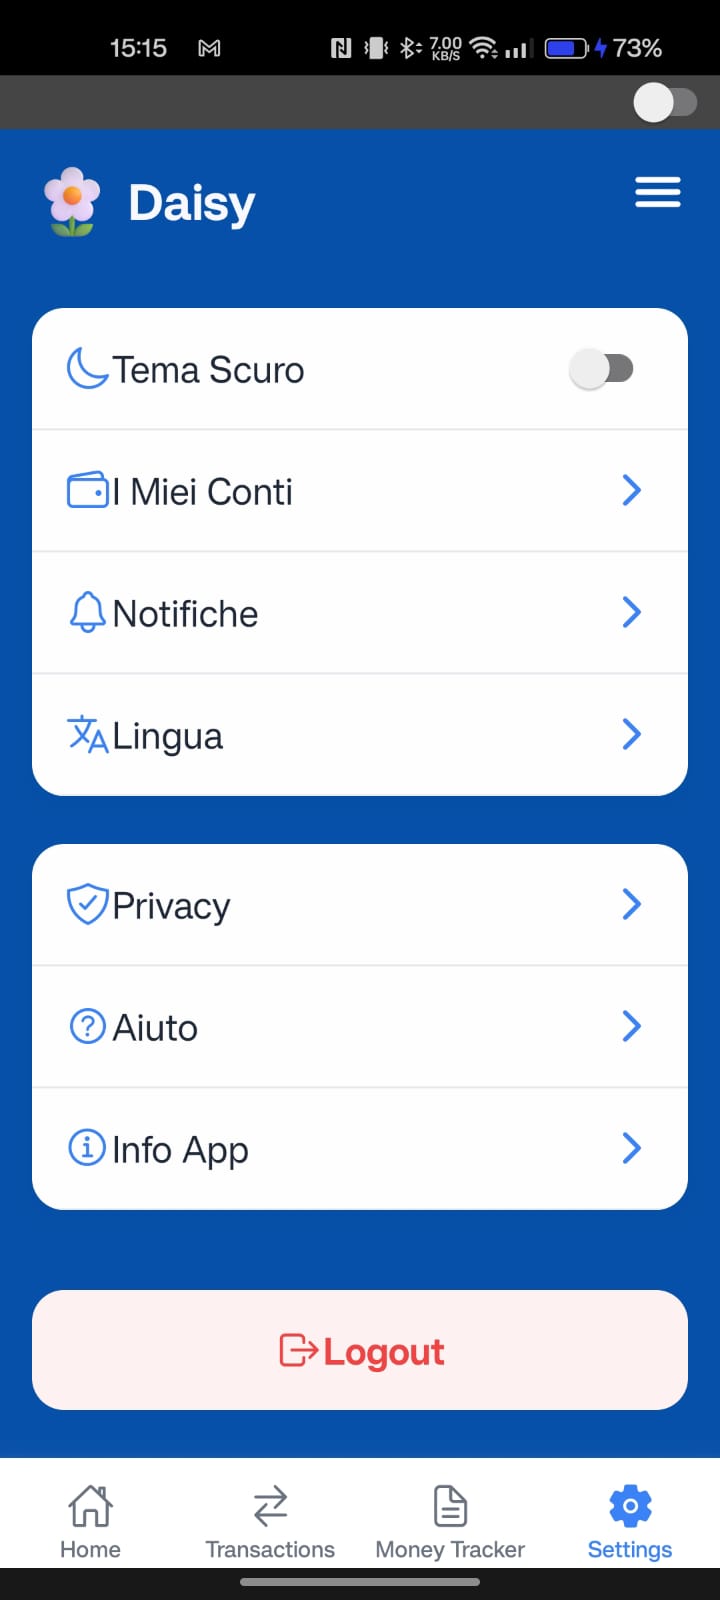 15:15
7.00 KB/S
73%
Daisy
Tema Scuro
I Miei Conti
Notifiche
Lingua
Privacy
Aiuto
Info App
Logout
Home
Transactions
Money Tracker
Settings